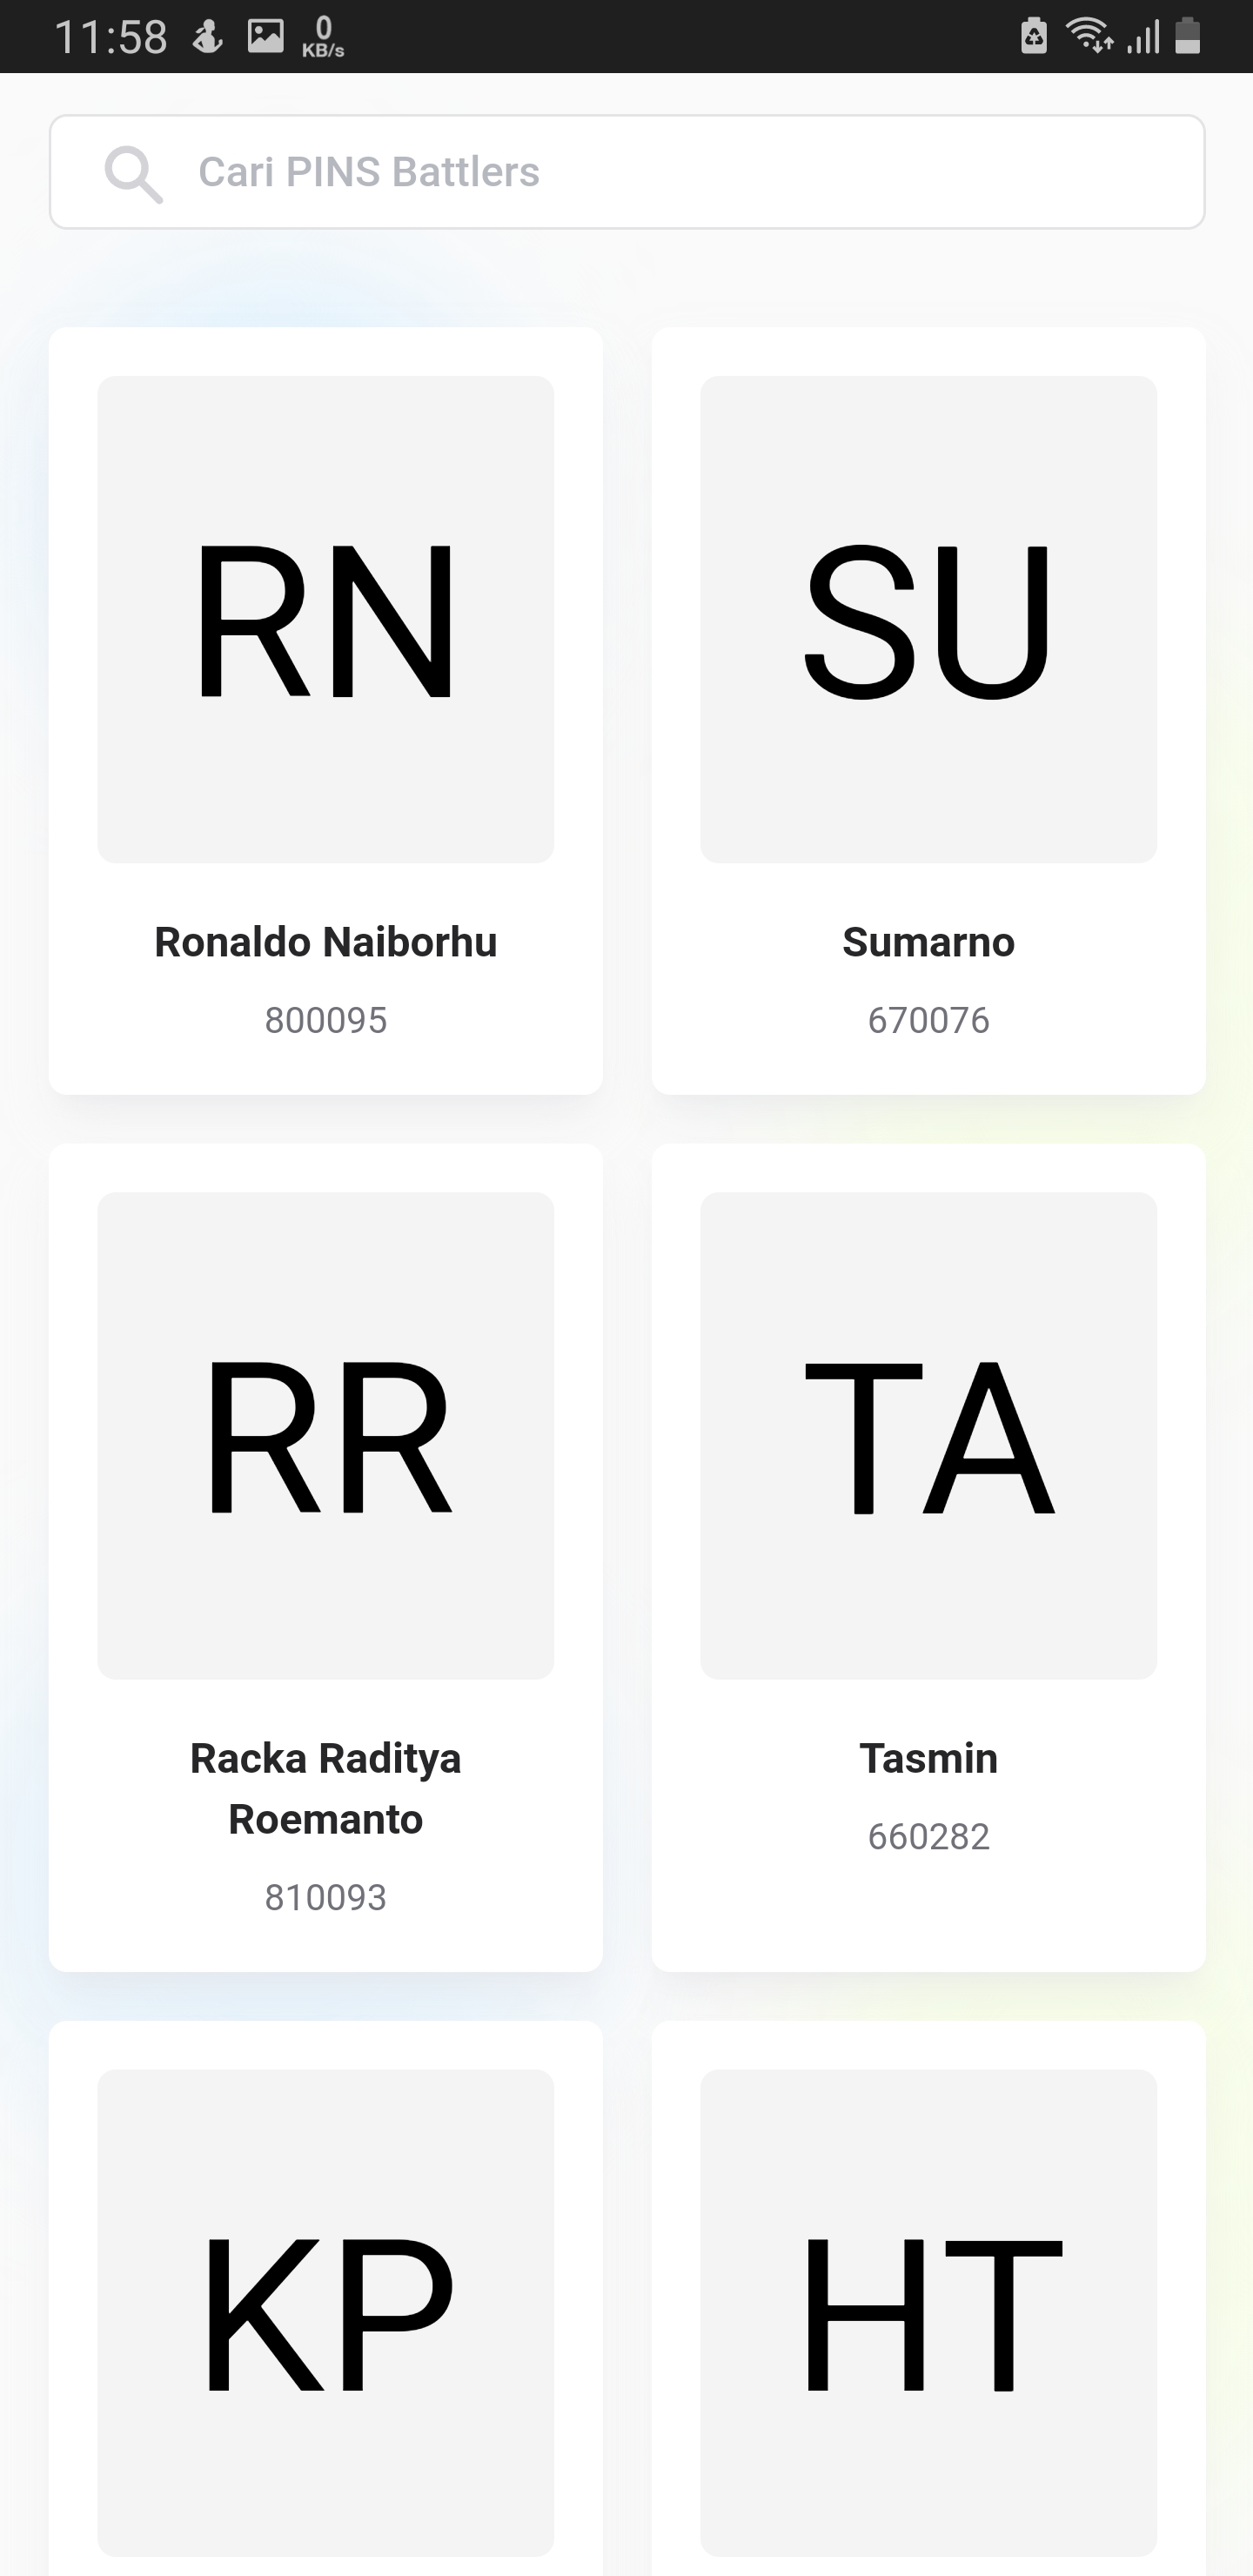 11:58
0
KB/s
Cari PINS Battlers
RN
SU
Ronaldo Naiborhu
Sumarno
800095
670076
RR
TA
Racka Raditya
Roemanto
Tasmin
810093
660282
KP
HT